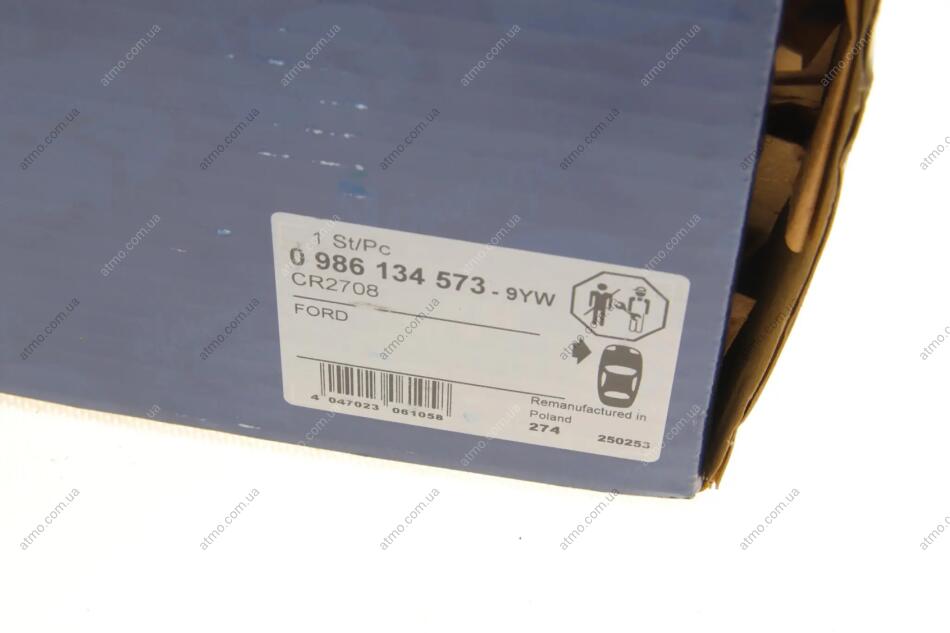 1 St/Pc
0 986 134 573 - 9YW
CR2708
FORD
4 047023 061058
Remanufactured in
Poland
274 250253
atmo.com.ua